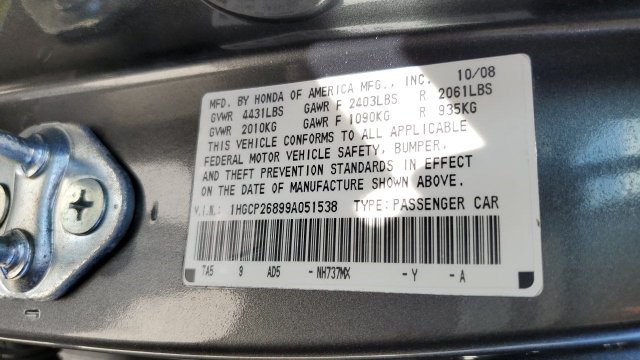 MFD. BY HONDA OF AMERICA MFG., INC. 10/08
GVWR 4431LBS GAWR F 2403LBS R 2061LBS
GVWR 2010KG GAWR F 1090KG R 935KG
THIS VEHICLE CONFORMS TO ALL APPLICABLE
FEDERAL MOTOR VEHICLE SAFETY, BUMPER,
AND THEFT PREVENTION STANDARDS IN EFFECT
ON THE DATE OF MANUFACTURE SHOWN ABOVE.
V.I.N. 1HGCP26899A051538 TYPE:PASSENGER CAR
TA5 9 AD5 -NH737MX -Y -A